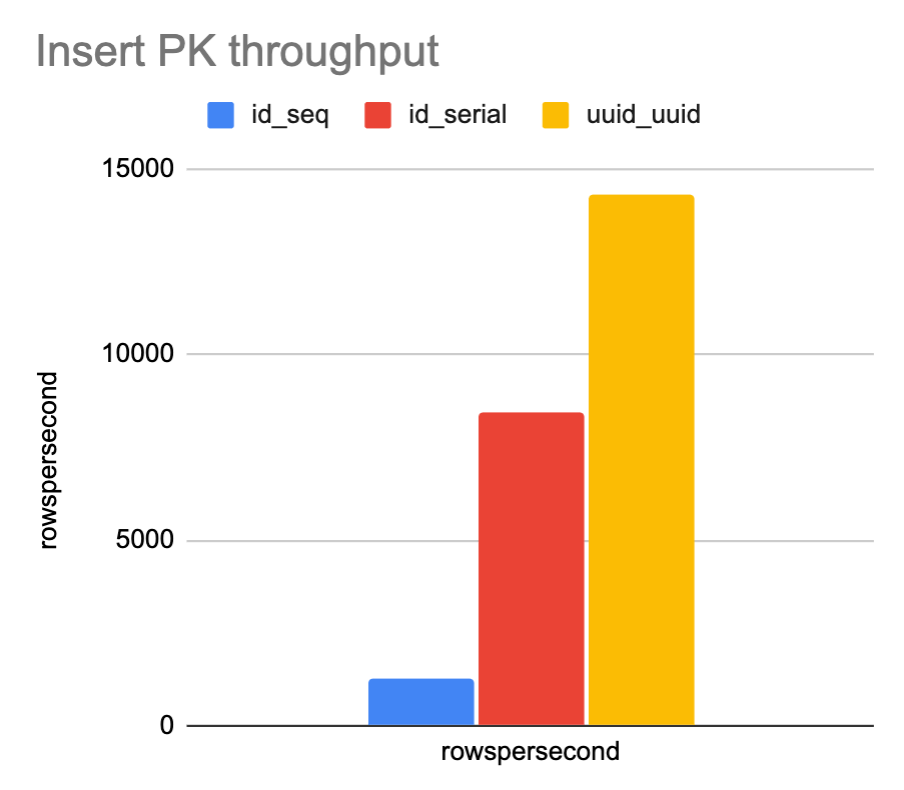 Insert PK throughput
id_seq id_serial uuid_uuid
15000
10000
5000
0
rowspersecond
rowspersecond